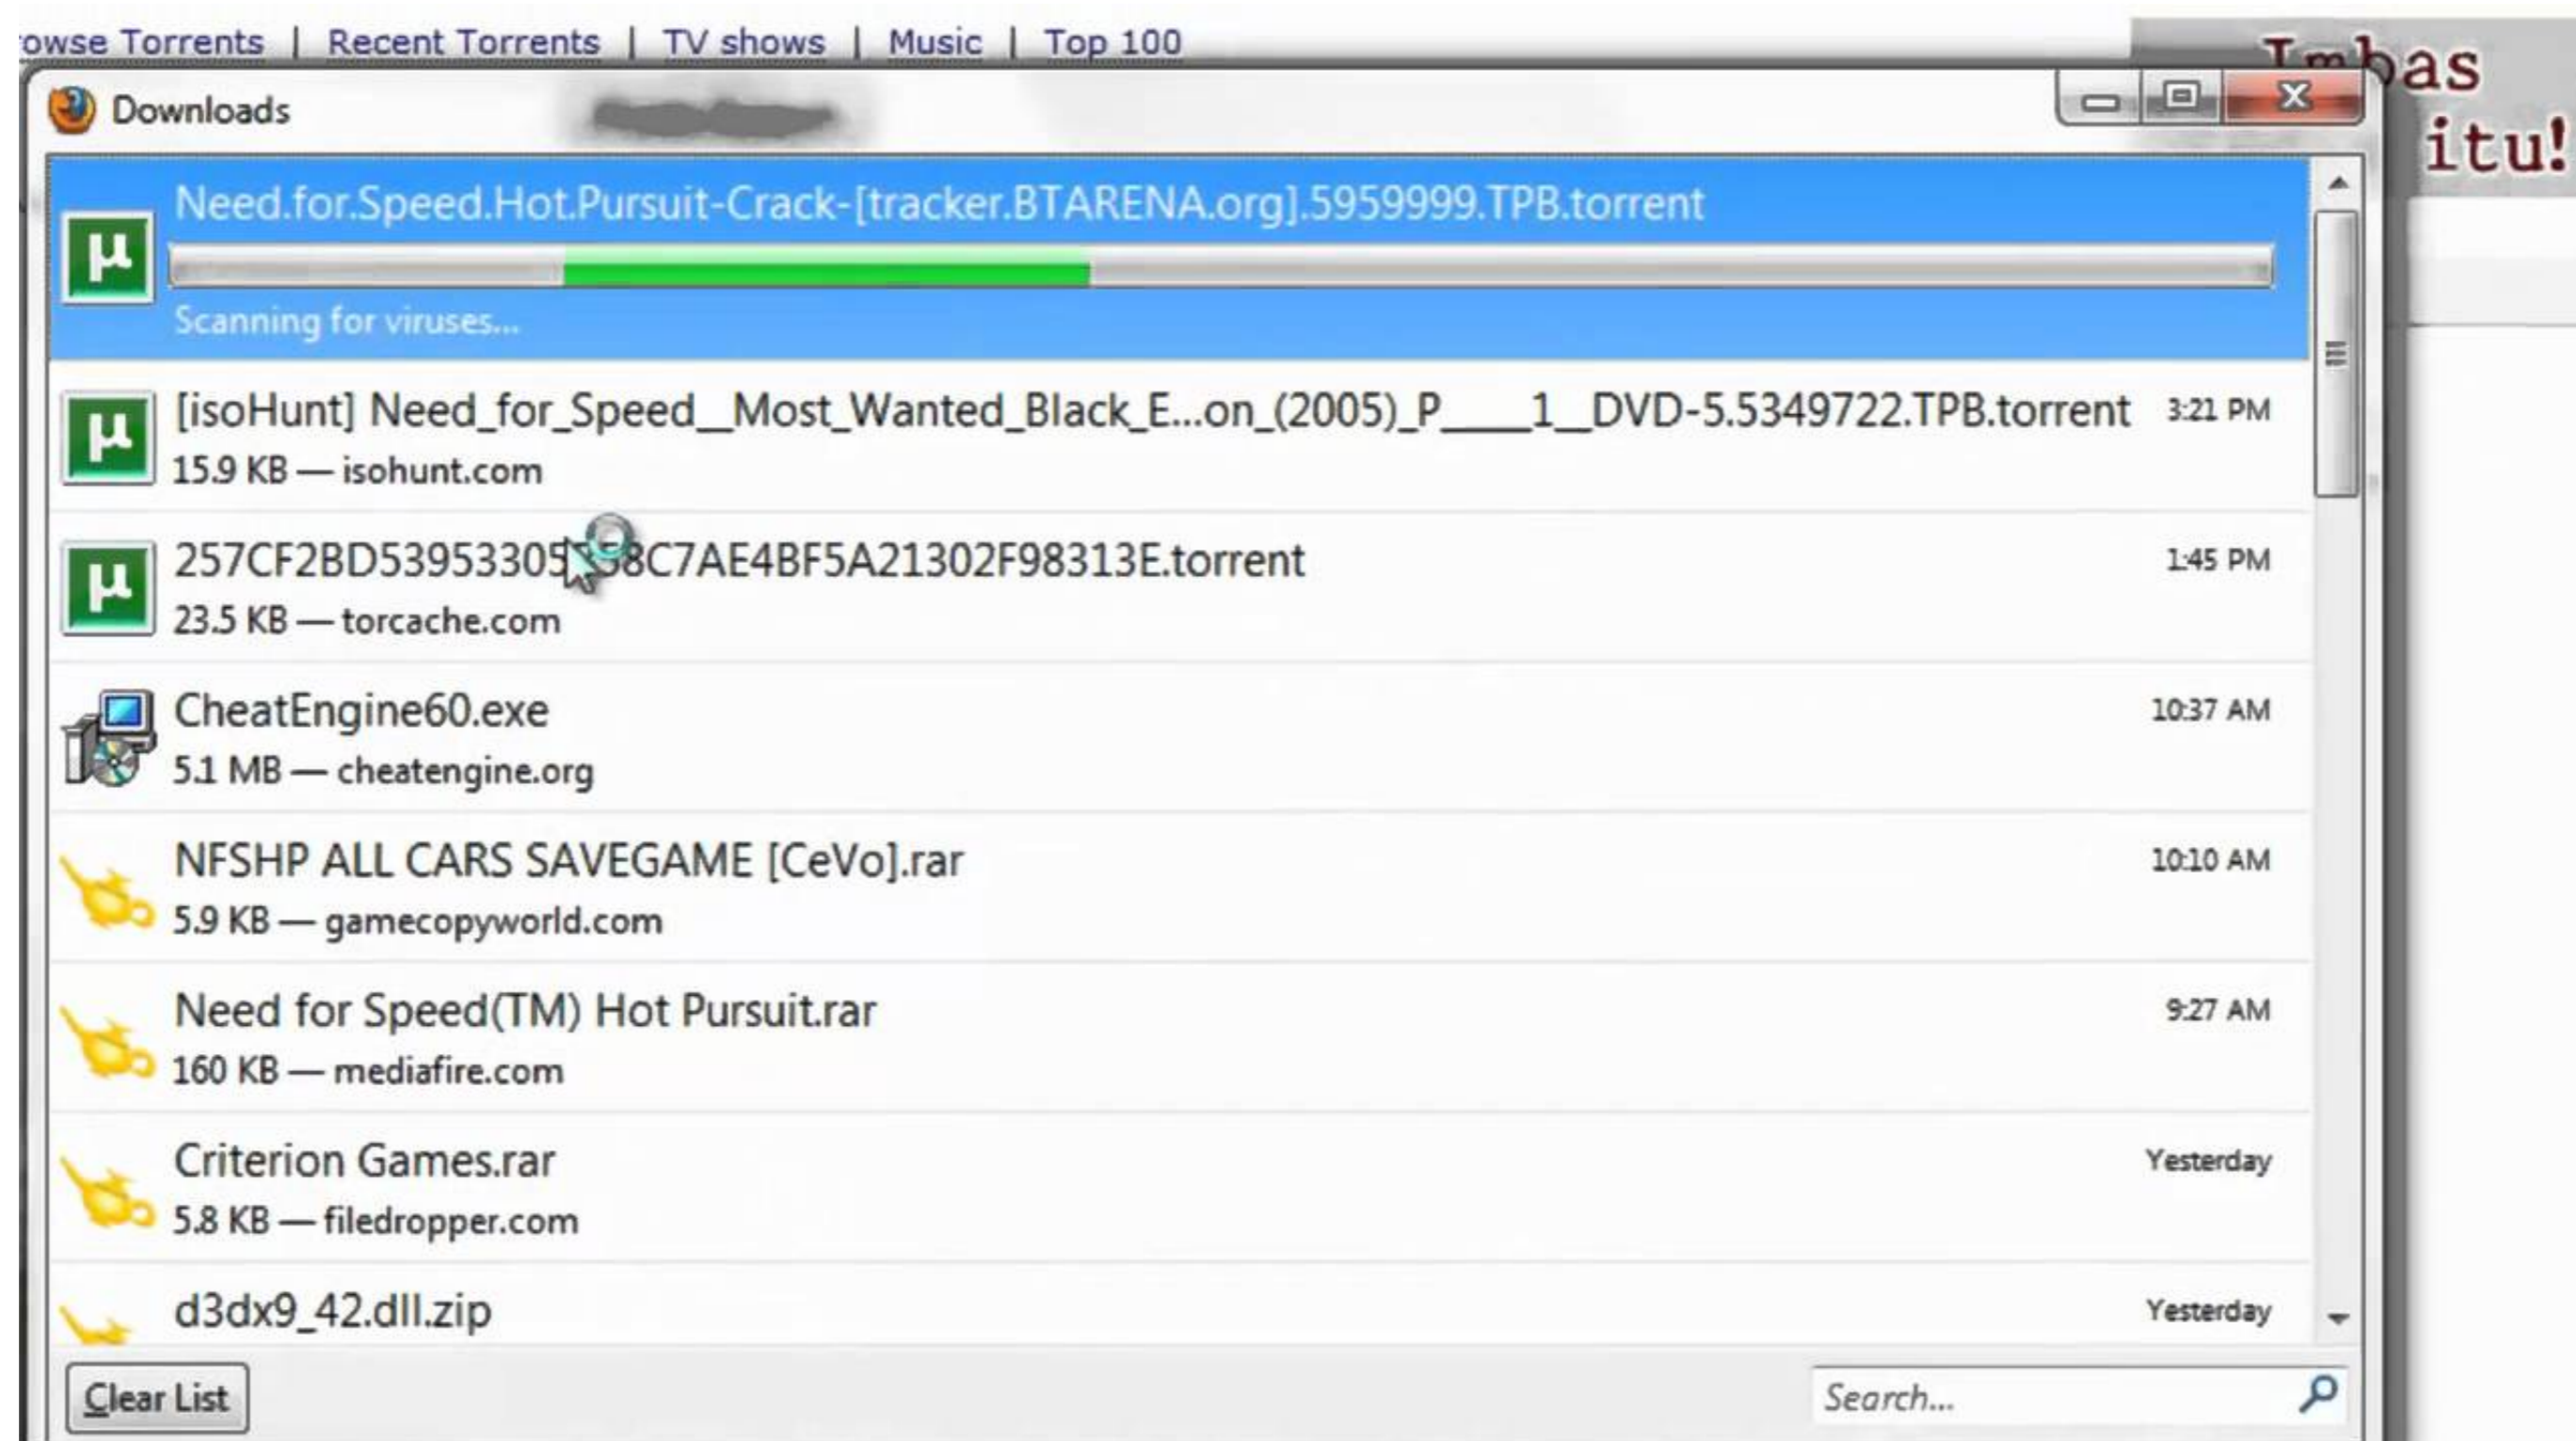 owse Torrents | Recent Torrents | TV shows | Music | Top 100
Imbas
itu!
Downloads
Need.for.Speed.Hot.Pursuit-Crack-[tracker.BTARENA.org].5959999.TPB.torrent
Scanning for viruses...
[isoHunt] Need_for_Speed__Most_Wanted_Black_E...on_(2005)_P____1__DVD-5.5349722.TPB.torrent 3:21 PM
15.9 KB — isohunt.com
1:45 PM
23.5 KB — torcache.com
CheatEngine60.exe 10:37 AM
5.1 MB — cheatengine.org
NFSHP ALL CARS SAVEGAME [CeVo].rar 10:10 AM
5.9 KB — gamecopyworld.com
Need for Speed(TM) Hot Pursuit.rar 9:27 AM
160 KB — mediafire.com
Criterion Games.rar Yesterday
5.8 KB — filedropper.com
d3dx9_42.dll.zip Yesterday
Clear List Search...